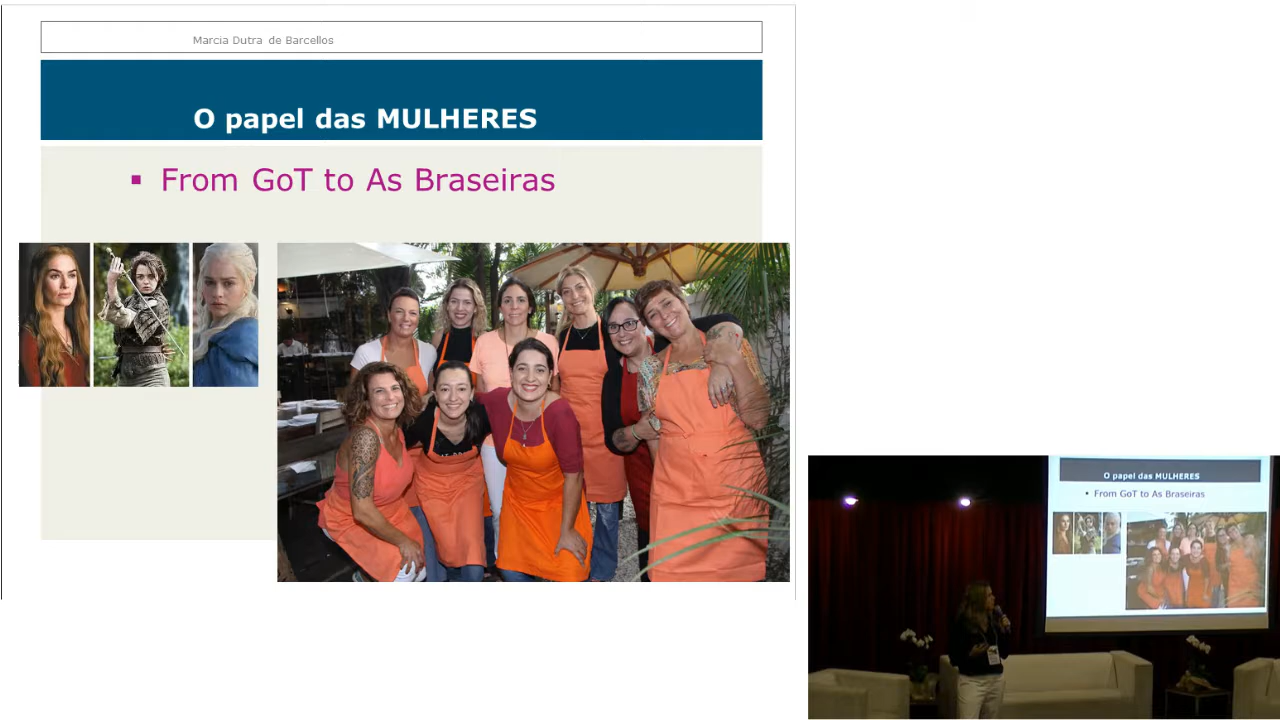 Marcia Dutra de Barcellos
O papel das MULHERES
▪ From GoT to As Braseiras
O papel das MULHERES
• From GoT to As Braseiras